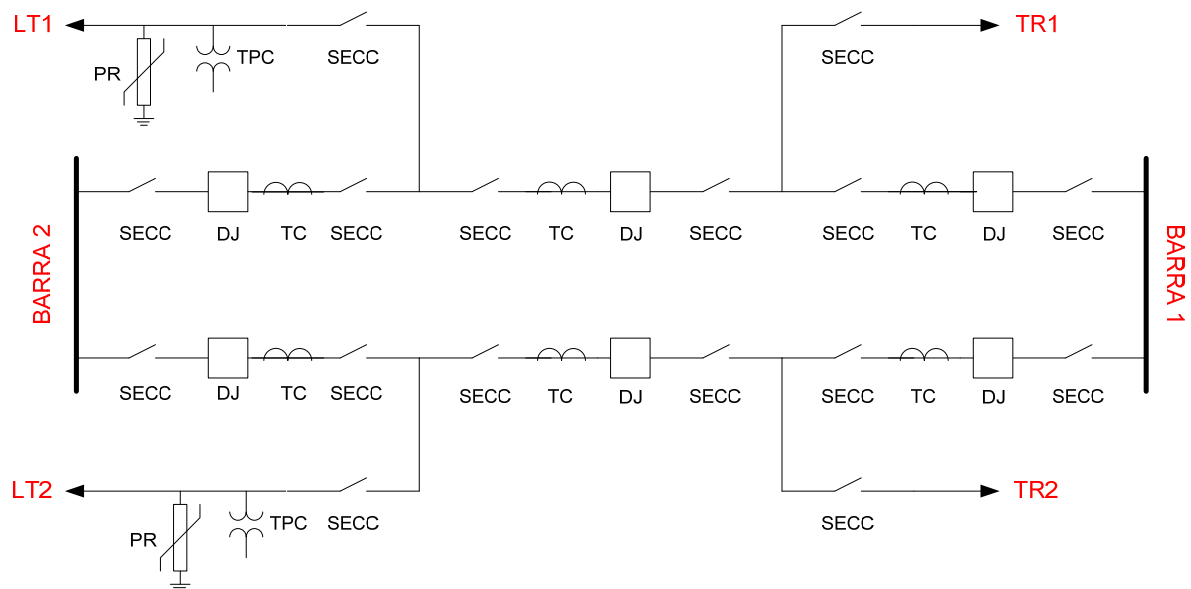 LT1
TR1
TPC
SECC
SECC
PR
SECC
DJ
TC
SECC
SECC
TC
DJ
SECC
SECC
TC
DJ
SECC
BARRA 2
BARRA 1
SECC
DJ
TC
SECC
SECC
TC
DJ
SECC
SECC
TC
DJ
SECC
LT2
TR2
TPC
SECC
SECC
PR